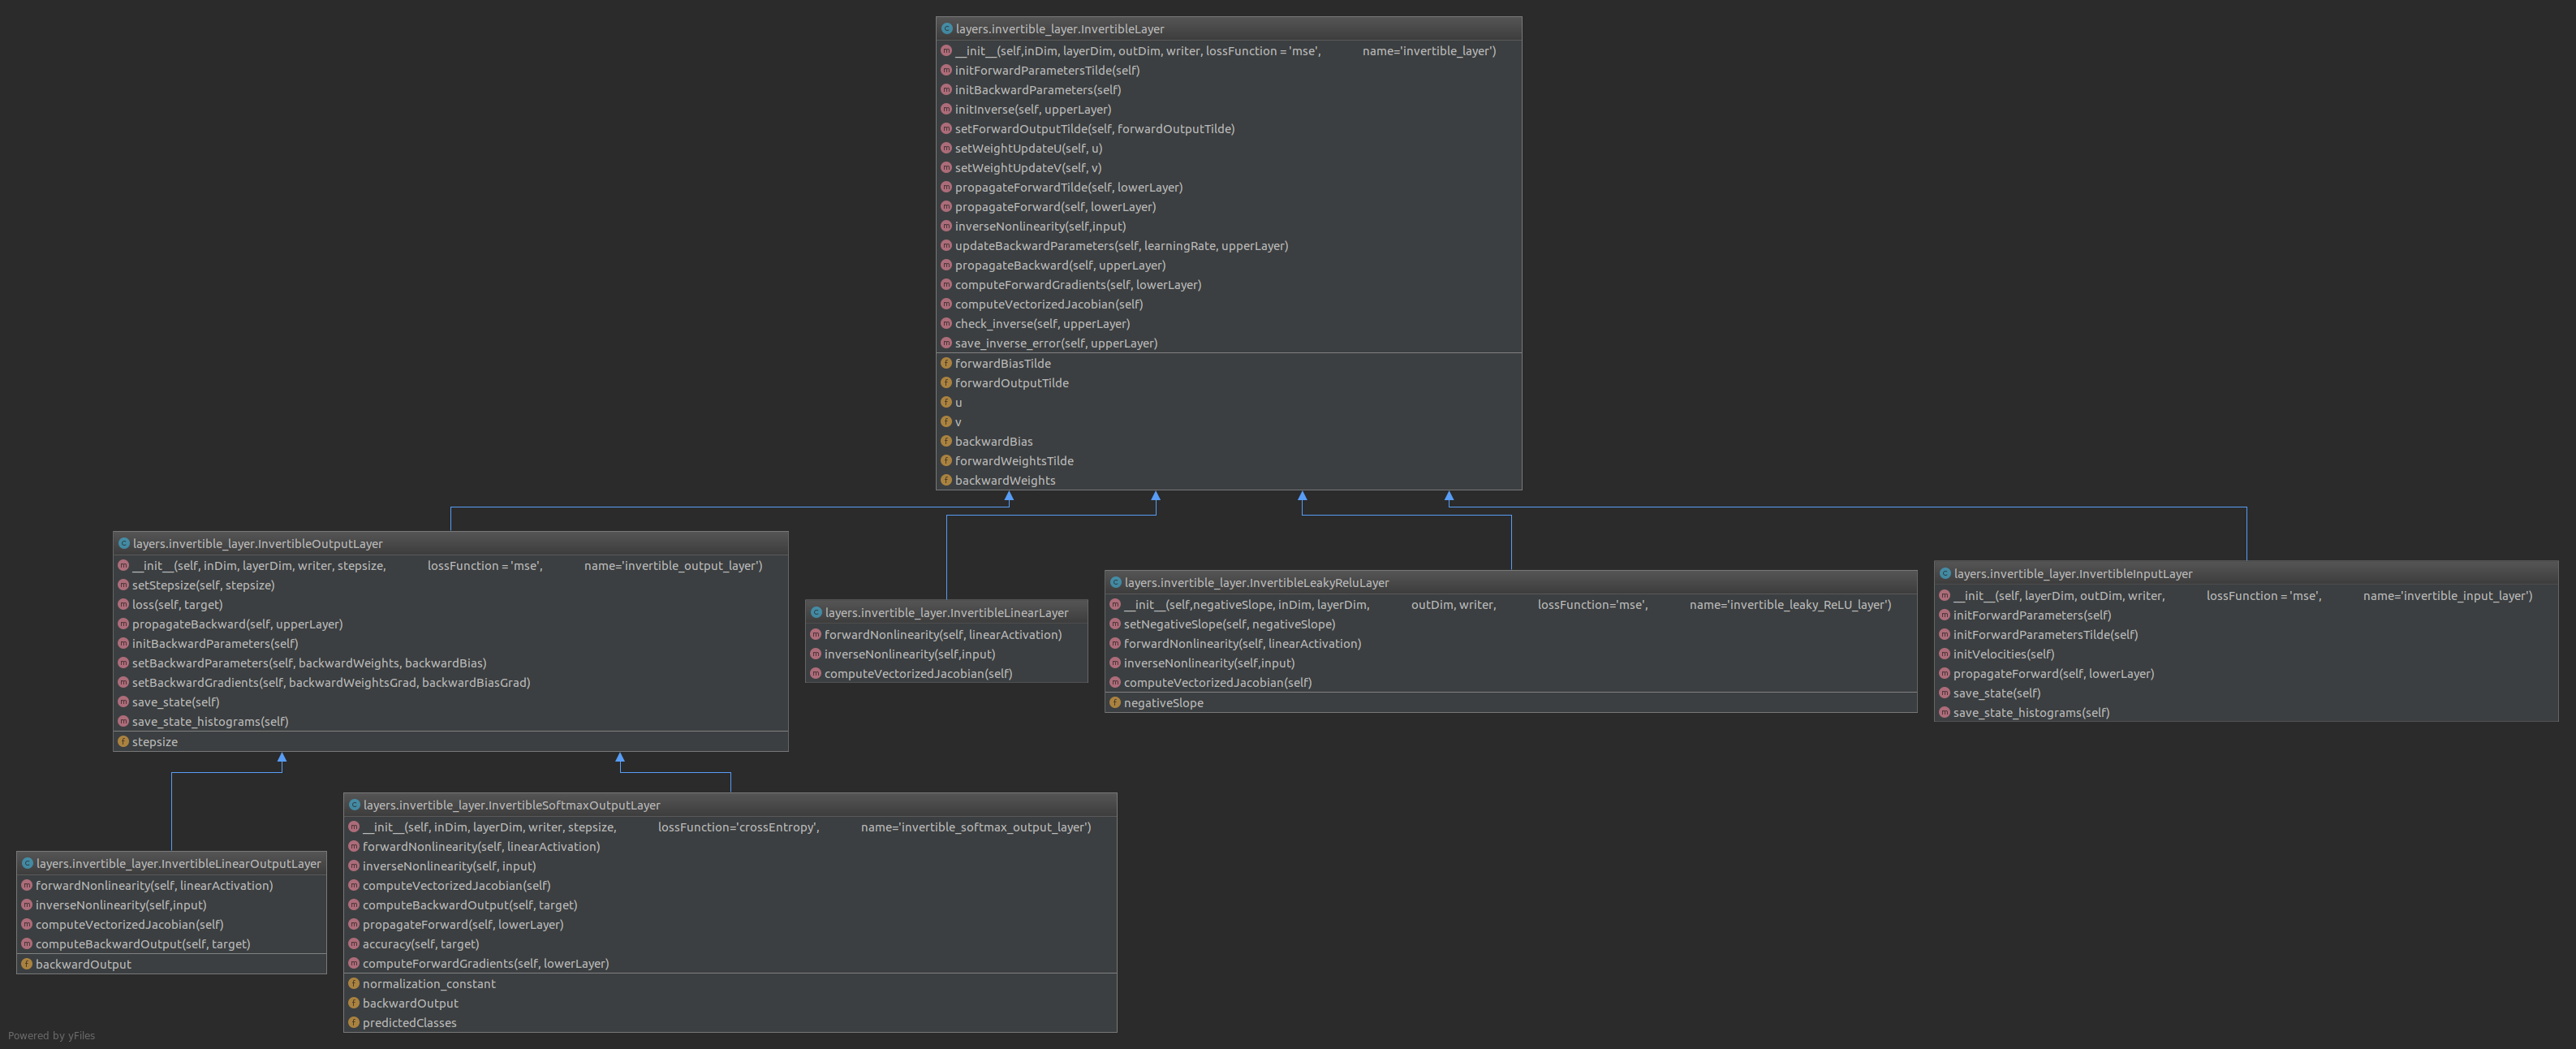 layers.invertible_layer.InvertibleLayer
__init__(self,inDim, layerDim, outDim, writer, lossFunction = 'mse', name='invertible_layer')
initForwardParametersTilde(self)
initBackwardParameters(self)
initInverse(self, upperLayer)
setForwardOutputTilde(self, forwardOutputTilde)
setWeightUpdateU(self, u)
setWeightUpdateV(self, v)
propagateForwardTilde(self, lowerLayer)
propagateForward(self, lowerLayer)
inverseNonlinearity(self,input)
updateBackwardParameters(self, learningRate, upperLayer)
propagateBackward(self, upperLayer)
computeForwardGradients(self, lowerLayer)
computeVectorizedJacobian(self)
check_inverse(self, upperLayer)
save_inverse_error(self, upperLayer)
forwardBiasTilde
forwardOutputTilde
u
v
backwardBias
forwardWeightsTilde
backwardWeights
layers.invertible_layer.InvertibleOutputLayer
__init__(self, inDim, layerDim, writer, stepsize, lossFunction = 'mse', name='invertible_output_layer')
setStepsize(self, stepsize)
loss(self, target)
propagateBackward(self, upperLayer)
initBackwardParameters(self)
setBackwardParameters(self, backwardWeights, backwardBias)
setBackwardGradients(self, backwardWeightsGrad, backwardBiasGrad)
save_state(self)
save_state_histograms(self)
stepsize
layers.invertible_layer.InvertibleLinearLayer
forwardNonlinearity(self, linearActivation)
inverseNonlinearity(self,input)
computeVectorizedJacobian(self)
layers.invertible_layer.InvertibleLeakyReluLayer
__init__(self,negativeSlope, inDim, layerDim, outDim, writer, lossFunction='mse', name='invertible_leaky_ReLU_layer')
setNegativeSlope(self, negativeSlope)
forwardNonlinearity(self, linearActivation)
inverseNonlinearity(self,input)
computeVectorizedJacobian(self)
negativeSlope
layers.invertible_layer.InvertibleInputLayer
__init__(self, layerDim, outDim, writer, lossFunction = 'mse', name='invertible_input_layer')
initForwardParameters(self)
initForwardParametersTilde(self)
initVelocities(self)
propagateForward(self, lowerLayer)
save_state(self)
save_state_histograms(self)
layers.invertible_layer.InvertibleLinearOutputLayer
forwardNonlinearity(self, linearActivation)
inverseNonlinearity(self,input)
computeVectorizedJacobian(self)
computeBackwardOutput(self, target)
backwardOutput
layers.invertible_layer.InvertibleSoftmaxOutputLayer
__init__(self, inDim, layerDim, writer, stepsize, lossFunction='crossEntropy', name='invertible_softmax_output_layer')
forwardNonlinearity(self, linearActivation)
inverseNonlinearity(self, input)
computeVectorizedJacobian(self)
computeBackwardOutput(self, target)
propagateForward(self, lowerLayer)
accuracy(self, target)
computeForwardGradients(self, lowerLayer)
normalization_constant
backwardOutput
predictedClasses
Powered by yFiles